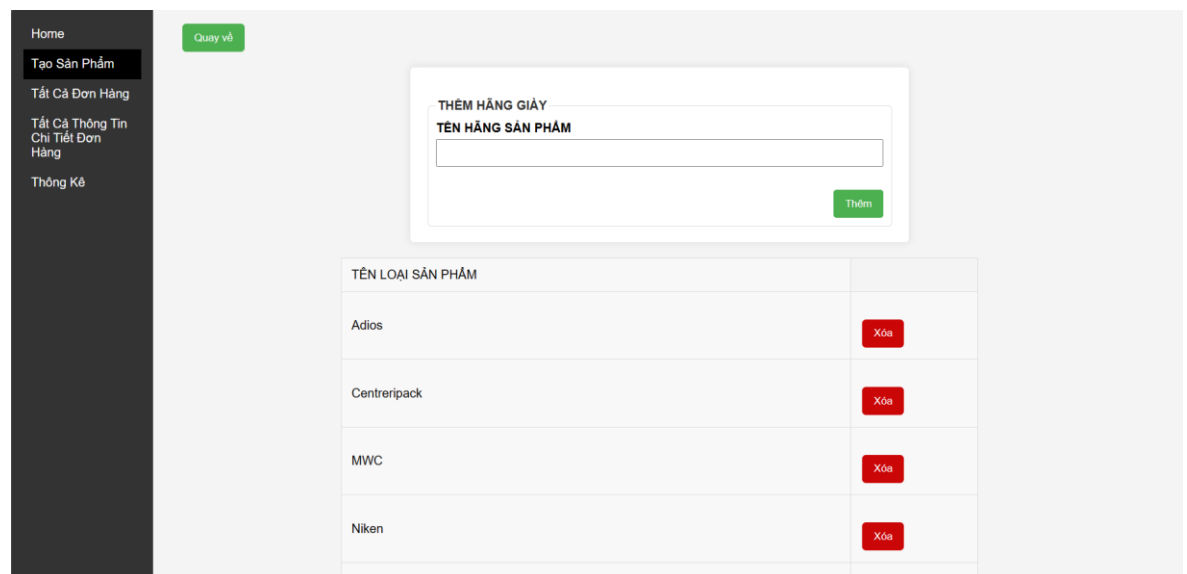 Home
Tạo Sản Phẩm
Tất Cả Đơn Hàng
Tất Cả Thông Tin
Chi Tiết Đơn
Hàng
Thông Kê
Quay về
THÊM HÃNG GIÀY
TÊN HÃNG SẢN PHẨM
Thêm
TÊN LOẠI SẢN PHẨM
Adios
Xóa
Centreripack
Xóa
MWC
Xóa
Niken
Xóa